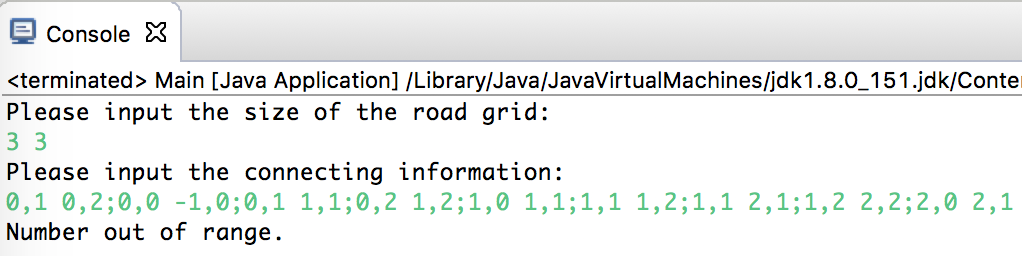 Console
<terminated> Main [Java Application] /Library/Java/JavaVirtualMachines/jdk1.8.0_151.jdk/Conte
Please input the size of the road grid:
3 3
Please input the connecting information:
0,1 0,2;0,0 -1,0;0,1 1,1;0,2 1,2;1,0 1,1;1,1 1,2;1,1 2,1;1,2 2,2;2,0 2,1
Number out of range.